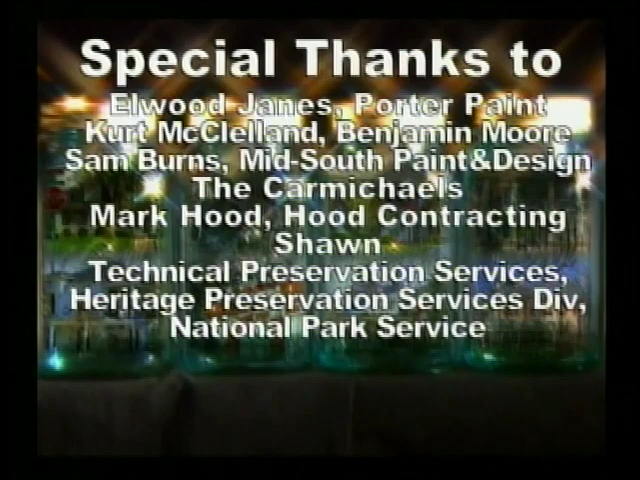 Special Thanks to
Elwood Janes, Porter Paint
Kurt McClelland, Benjamin Moore
Sam Burns, Mid-South Paint&Design
The Carmichaels
Mark Hood, Hood Contracting
Shawn
Technical Preservation Services,
Heritage Preservation Services Div,
National Park Service